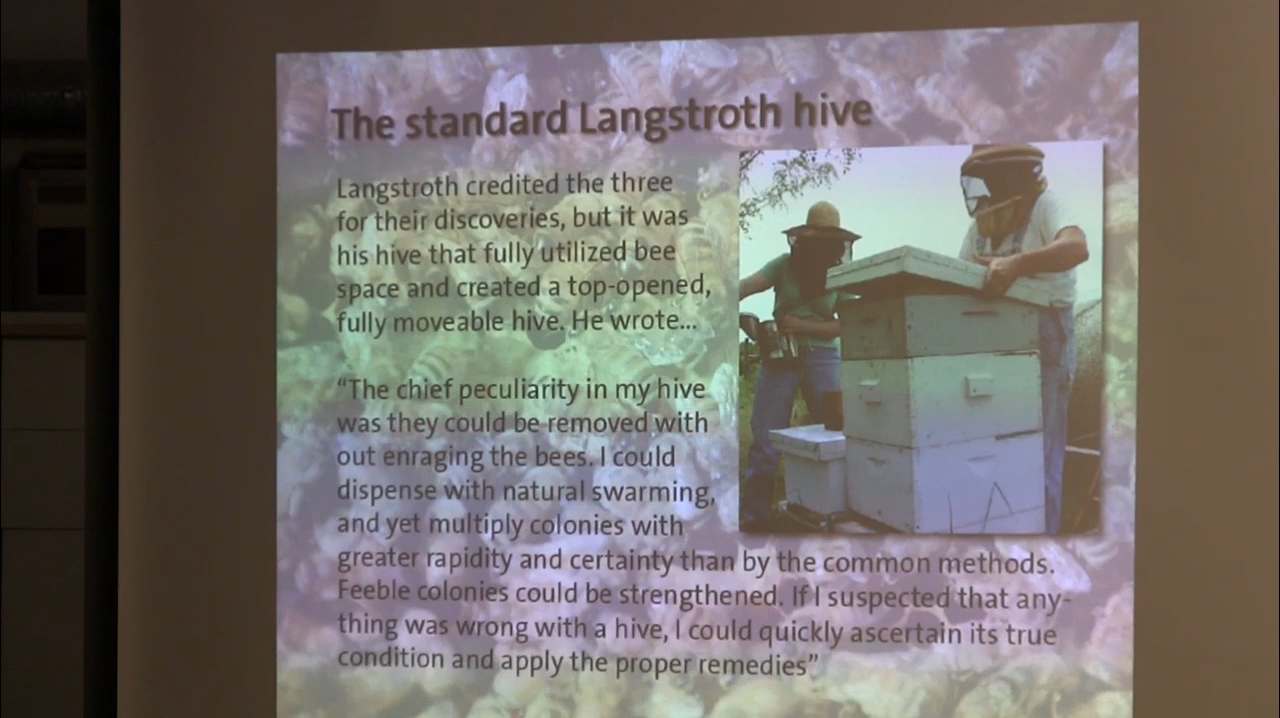 The standard Langstroth hive
Langstroth credited the three
for their discoveries, but it was
his hive that fully utilized bee
space and created a top-opened,
fully moveable hive. He wrote...
“The chief peculiarity in my hive
was they could be removed with
out enraging the bees. I could
dispense with natural swarming,
and yet multiply colonies with
greater rapidity and certainty than by the common methods.
Feeble colonies could be strengthened. If I suspected that any-
thing was wrong with a hive, I could quickly ascertain its true
condition and apply the proper remedies”